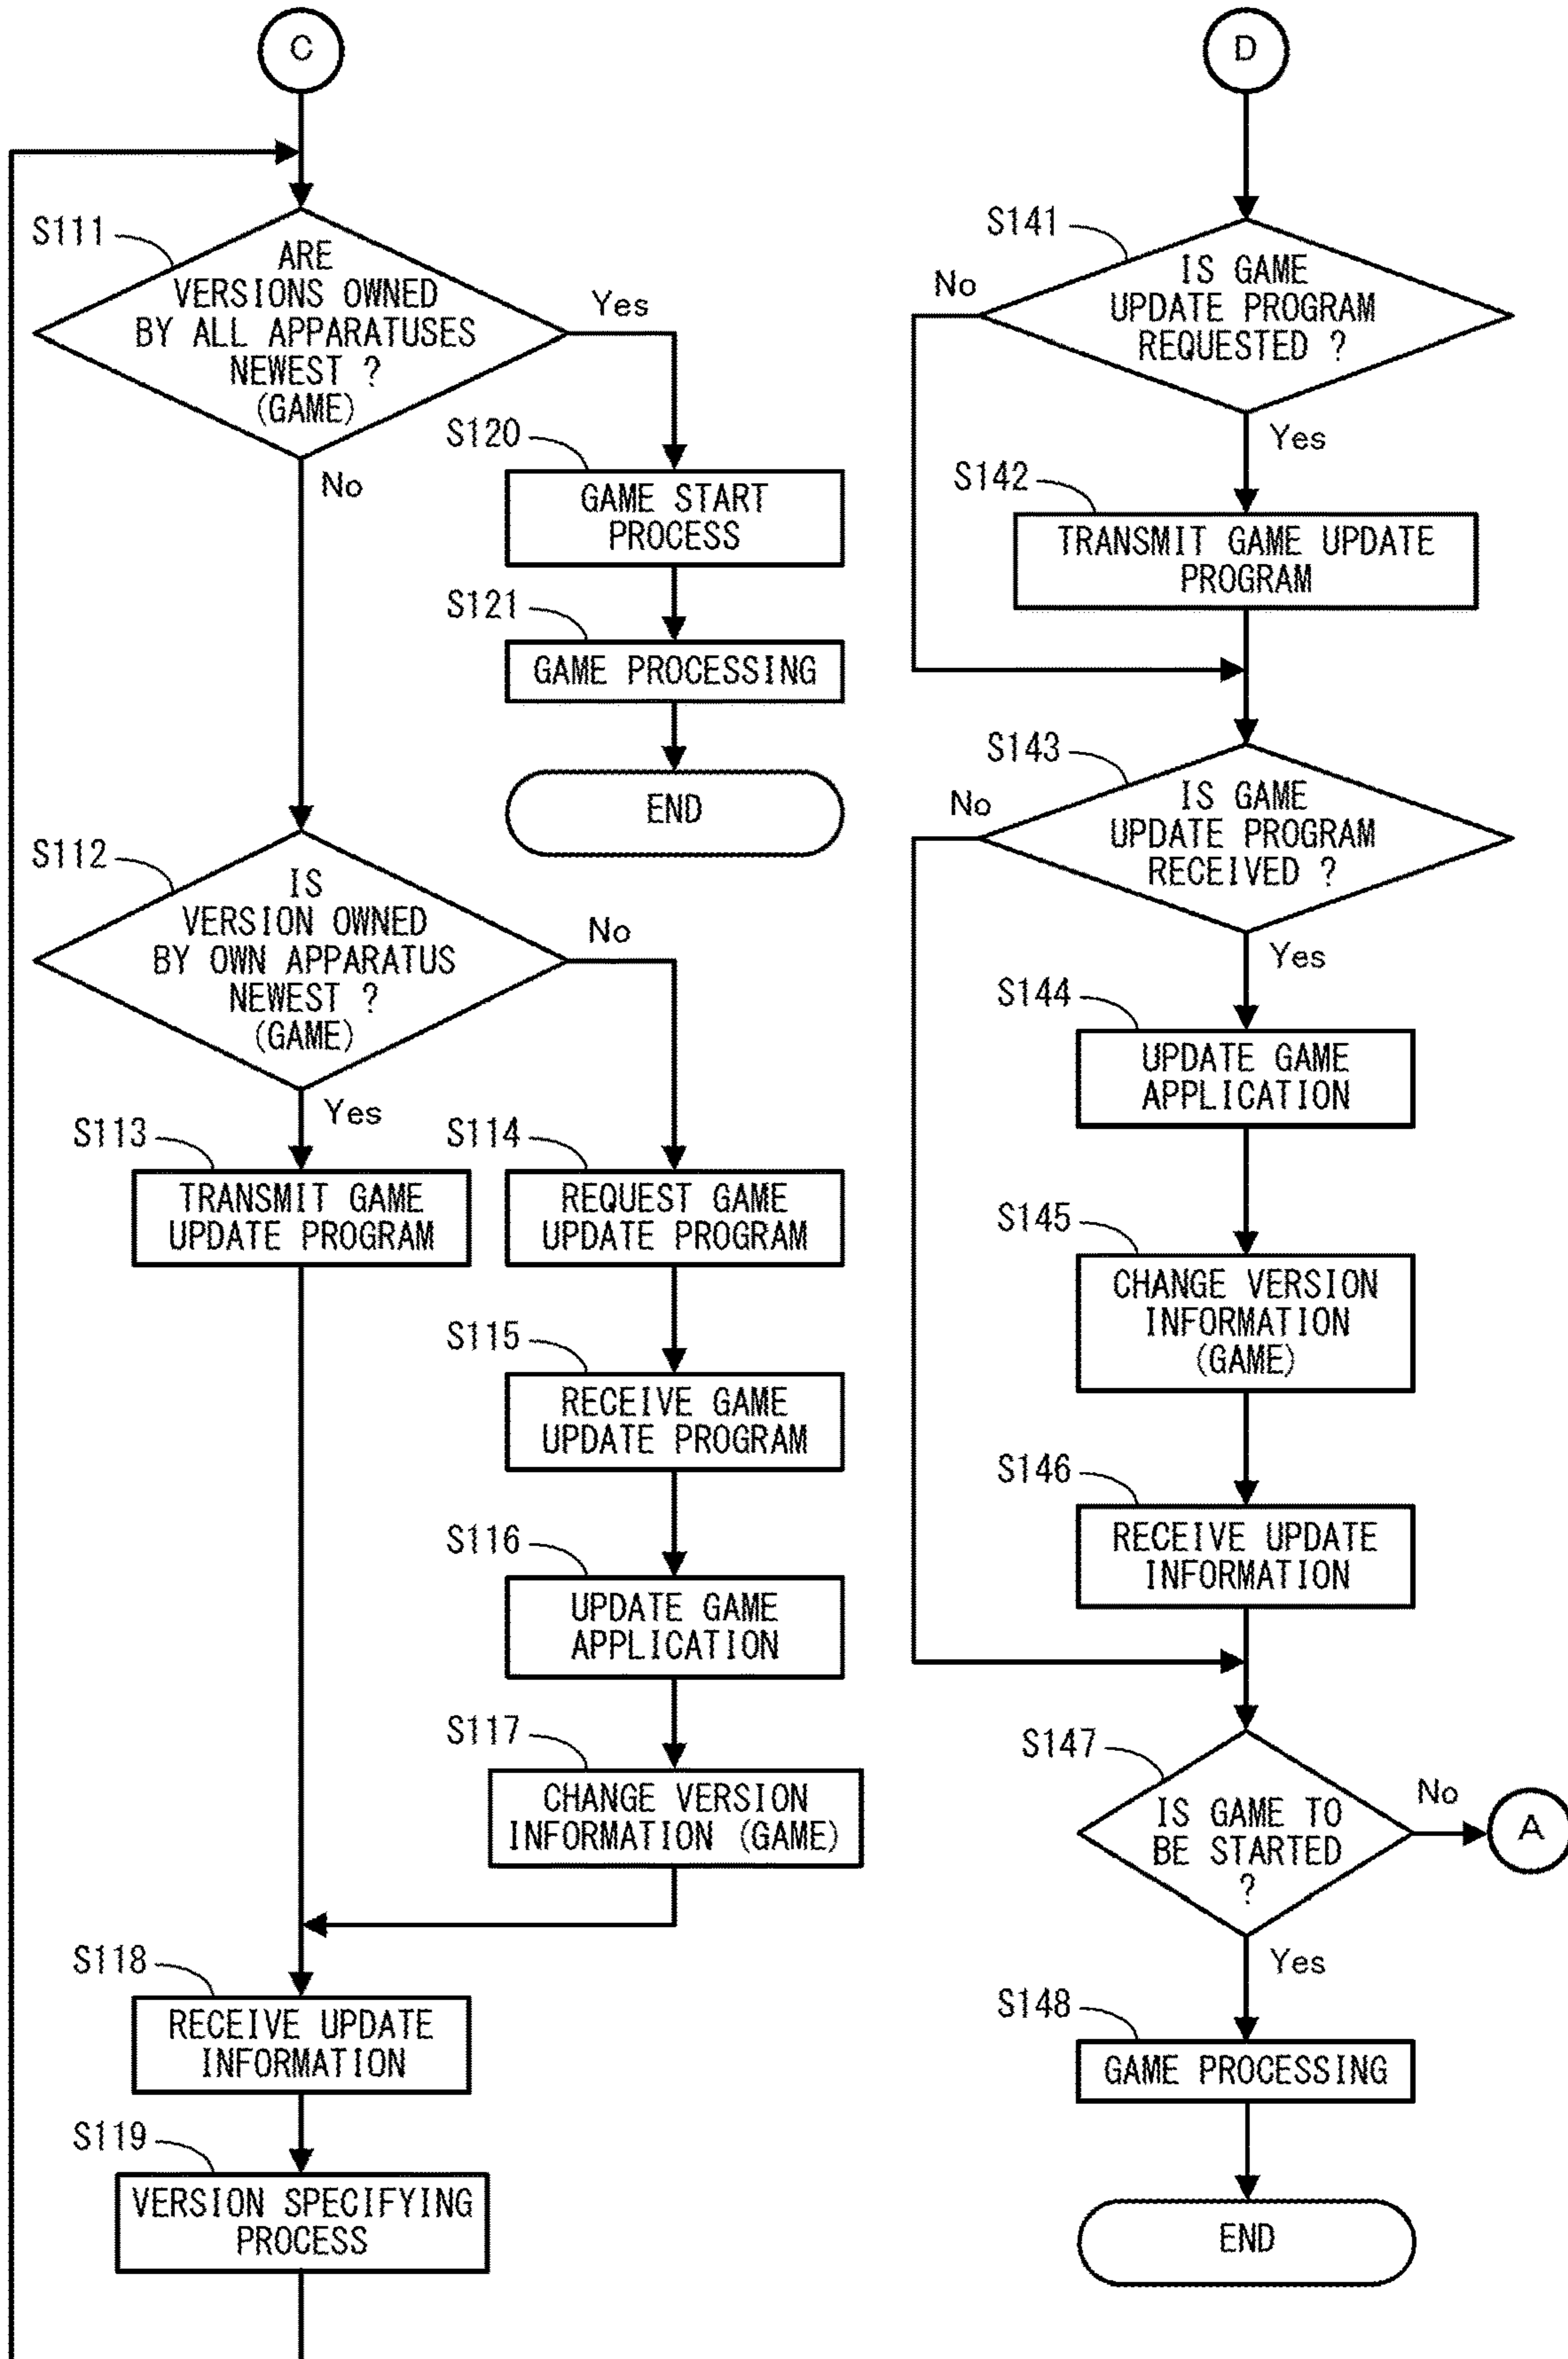 C
S111
ARE
VERSIONS OWNED
BY ALL APPARATUSES
NEWEST ?
(GAME)
Yes
No
S120
GAME START
PROCESS
S121
GAME PROCESSING
END
S112
IS
VERSION OWNED
BY OWN APPARATUS
NEWEST ?
(GAME)
No
Yes
S113
TRANSMIT GAME
UPDATE PROGRAM
S114
REQUEST GAME
UPDATE PROGRAM
S115
RECEIVE GAME
UPDATE PROGRAM
S116
UPDATE GAME
APPLICATION
S117
CHANGE VERSION
INFORMATION (GAME)
S118
RECEIVE UPDATE
INFORMATION
S119
VERSION SPECIFYING
PROCESS
D
S141
IS GAME
UPDATE PROGRAM
REQUESTED ?
No
Yes
S142
TRANSMIT GAME UPDATE
PROGRAM
S143
IS GAME
UPDATE PROGRAM
RECEIVED ?
No
Yes
S144
UPDATE GAME
APPLICATION
S145
CHANGE VERSION
INFORMATION
(GAME)
S146
RECEIVE UPDATE
INFORMATION
S147
IS GAME TO
BE STARTED
?
No
A
Yes
S148
GAME PROCESSING
END